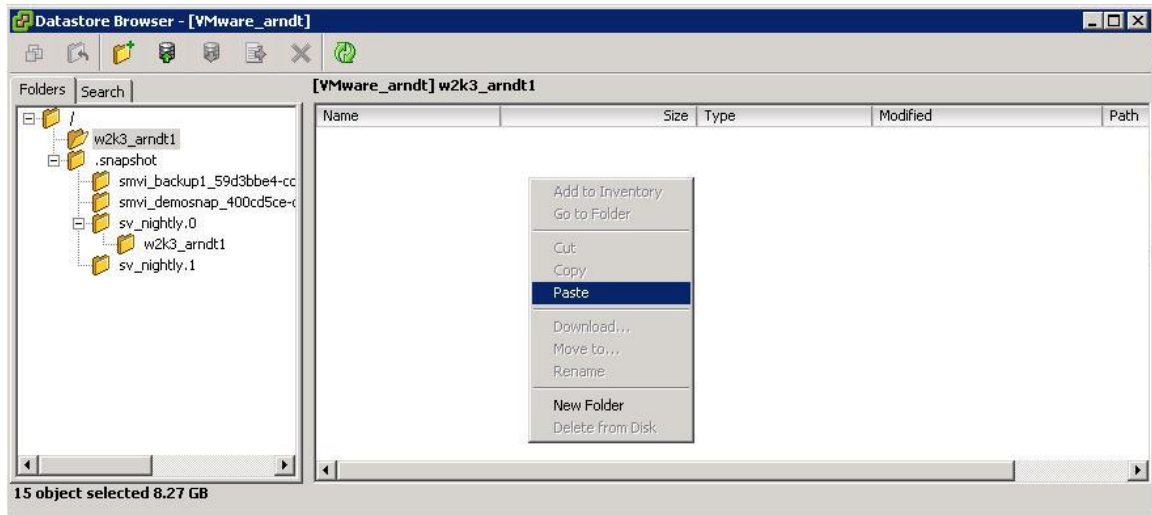 Datastore Browser - [VMware_arndt]
Folders
Search
[VMware_arndt] w2k3_arndt1
/
w2k3_arndt1
.snapshot
smvi_backup1_59d3bbe4-cc
smvi_demosnap_400cd5ce-c
sv_nightly.0
w2k3_arndt1
sv_nightly.1
Name Size Type Modified Path
Add to Inventory
Go to Folder
Cut
Copy
Paste
Download...
Move to...
Rename
New Folder
Delete from Disk
15 object selected 8.27 GB